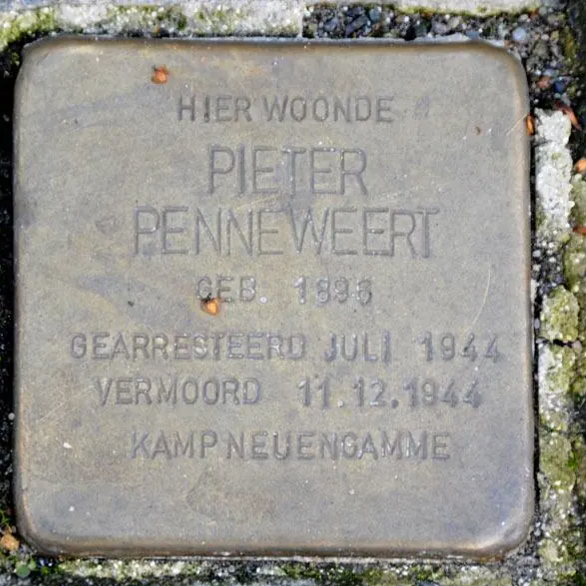 HIER WOONDE
PIETER
PENNEWEERT
GEB. 1896
GEARRESTEERD JULI 1944
VERMOORD 11.12.1944
KAMP NEUENGAMME